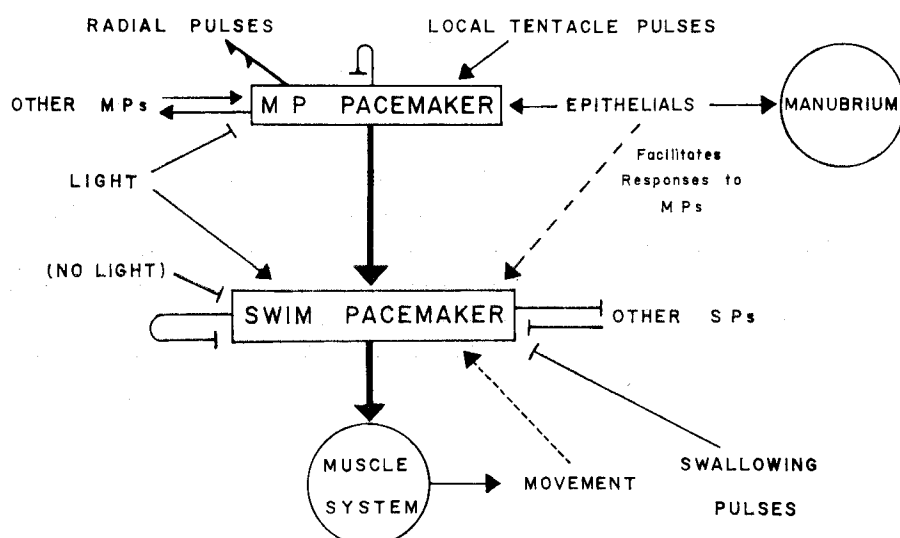 RADIAL PULSES
LOCAL TENTACLE PULSES
OTHER MPs
MP PACEMAKER
EPITHELIALS
MANUBRIUM
Facilitates
Responses to
MPs
LIGHT
(NO LIGHT)
SWIM PACEMAKER
OTHER SPs
MUSCLE
SYSTEM
MOVEMENT
SWALLOWING
PULSES